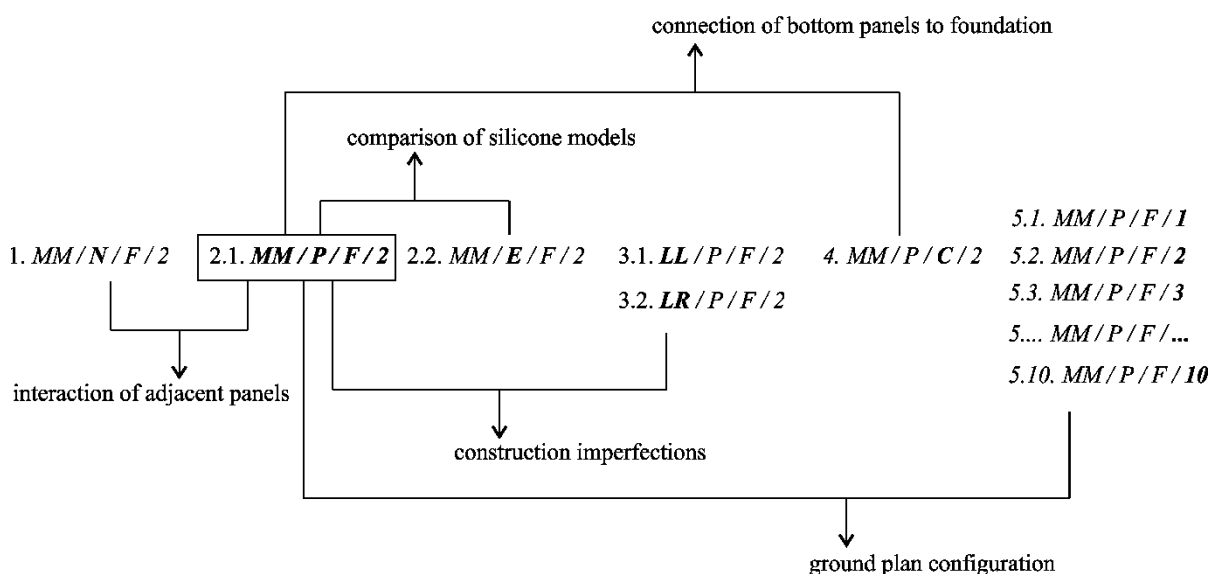 connection of bottom panels to foundation
comparison of silicone models
1. MM / N / F / 2
2.1. MM / P / F / 2
2.2. MM / E / F / 2
3.1. LL / P / F / 2
3.2. LR / P / F / 2
4. MM / P / C / 2
5.1. MM / P / F / 1
5.2. MM / P / F / 2
5.3. MM / P / F / 3
5.... MM / P / F / ...
5.10. MM / P / F / 10
interaction of adjacent panels
construction imperfections
ground plan configuration